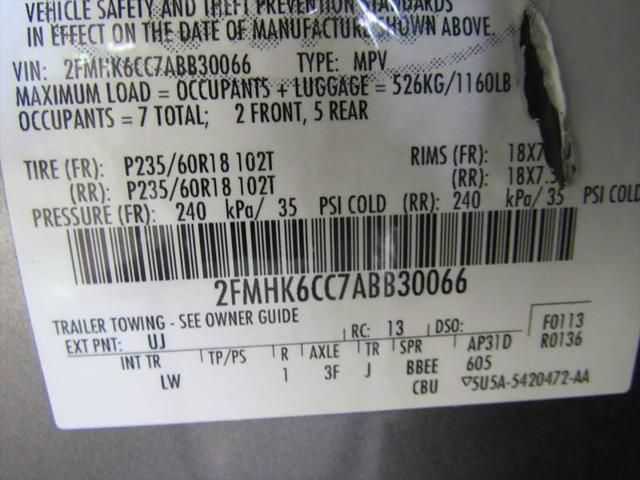 VEHICLE SAFETY AND THEFT PREVENTION STANDARDS
IN EFFECT ON THE DATE OF MANUFACTURE SHOWN ABOVE.
VIN: 2FMHK6CC7ABB30066 TYPE: MPV
MAXIMUM LOAD = OCCUPANTS + LUGGAGE = 526KG/1160LB
OCCUPANTS = 7 TOTAL; 2 FRONT, 5 REAR
TIRE (FR): P235/60R18 102T RIMS (FR): 18X7.
(RR): P235/60R18 102T (RR): 18X7.5
PRESSURE (FR): 240 kPa/ 35 PSI COLD (RR): 240 kPa/ 35 PSI COLD
2FMHK6CC7ABB30066
TRAILER TOWING - SEE OWNER GUIDE
EXT PNT: UJ RC: 13 DSO: F0113
INT TR TP/PS R AXLE TR SPR AP31D R0136
LW 1 3F J BBEE 605
CBU 5U5A-5420472-AA